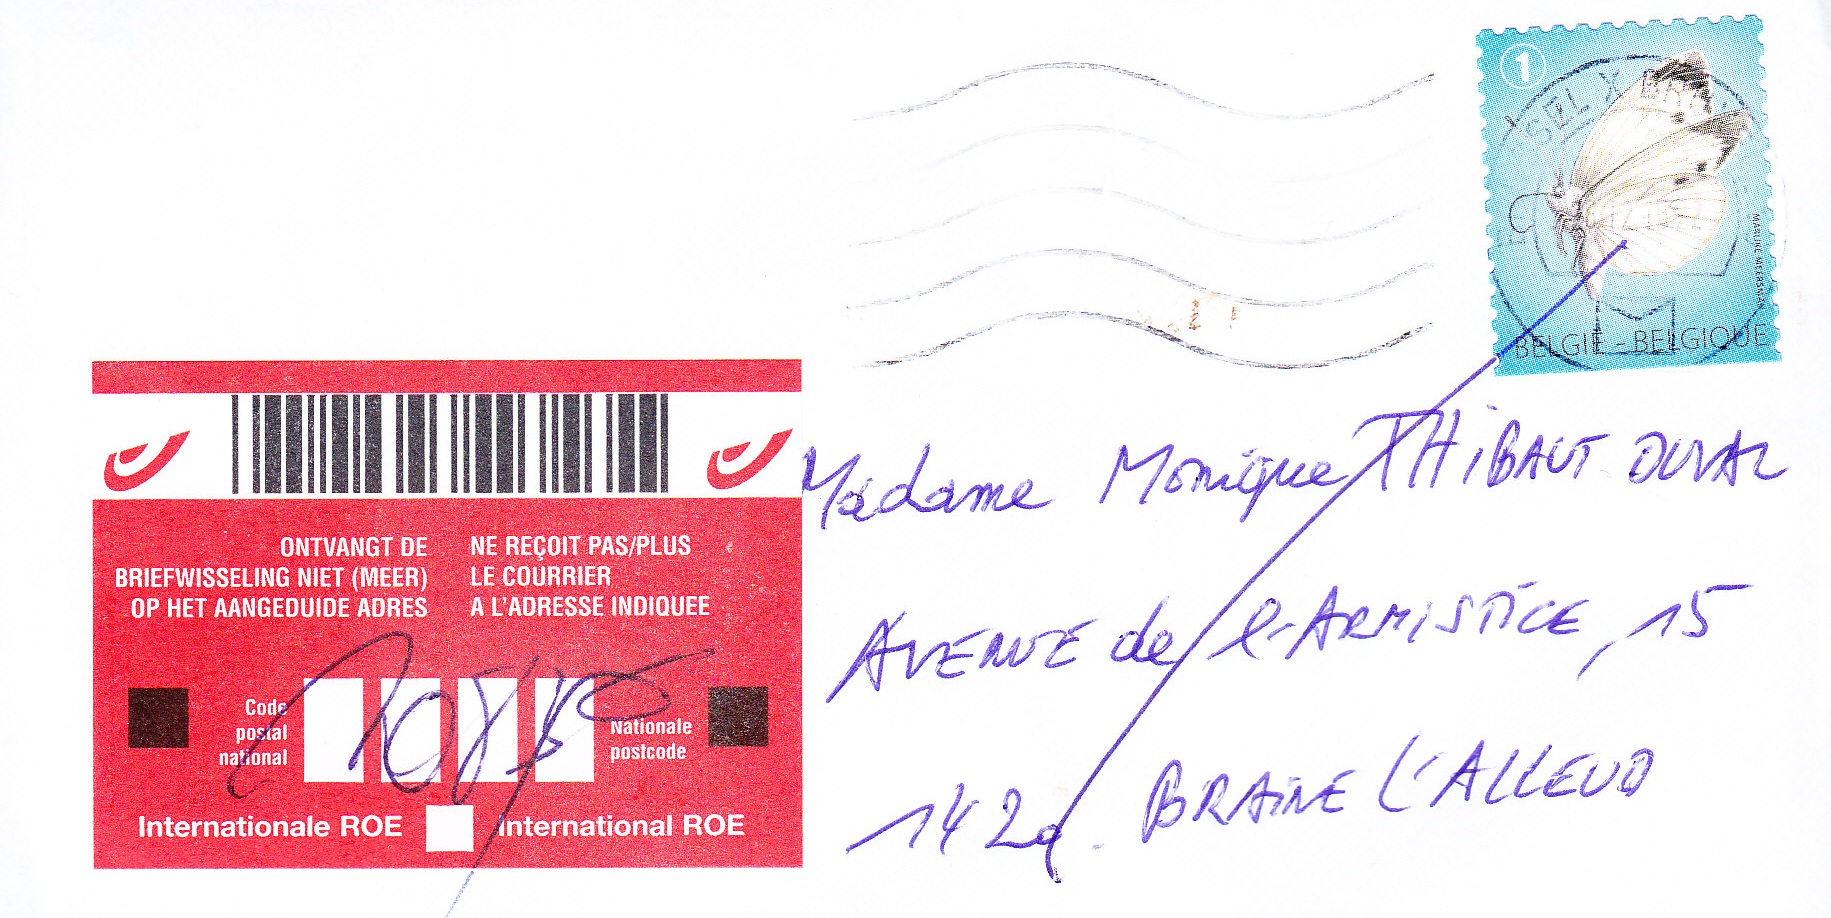 1
MARIJKE MEERSMAN
BELGIE - BELGIQUE
Madame Monique THIBAUT DUVAL
AVENUE de l'ARMISTICE, 15
1420 BRAINE L'ALLEUD
ONTVANGT DE
BRIEFWISSELING NIET (MEER)
OP HET AANGEDUIDE ADRES
NE REÇOIT PAS/PLUS
LE COURRIER
A L'ADRESSE INDIQUEE
Code
postal
national
Nationale
postcode
Internationale ROE
International ROE